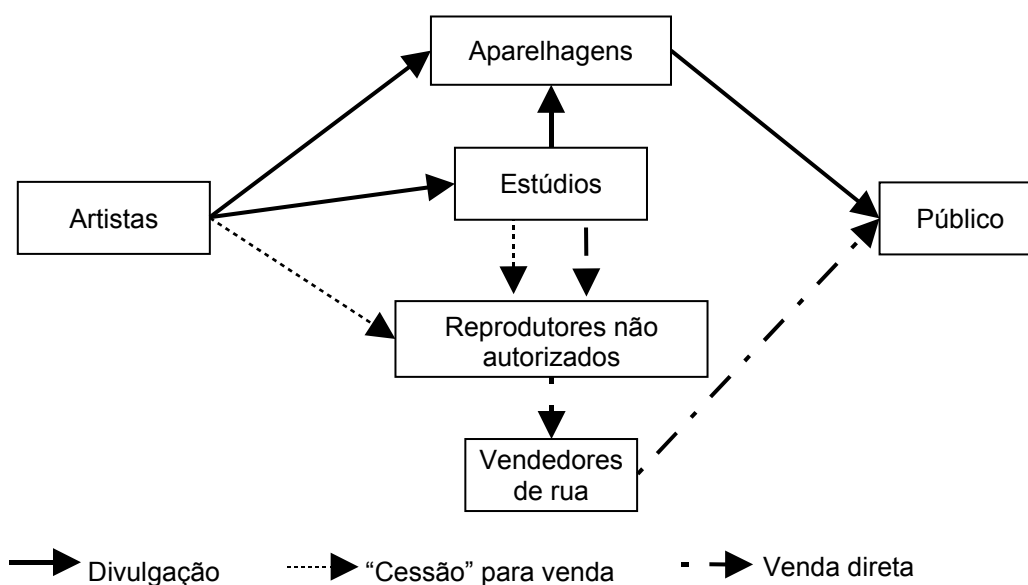 Aparelhagens
Estúdios
Artistas
Público
Reprodutores não
autorizados
Vendedores
de rua
Divulgação
“Cessão” para venda
Venda direta